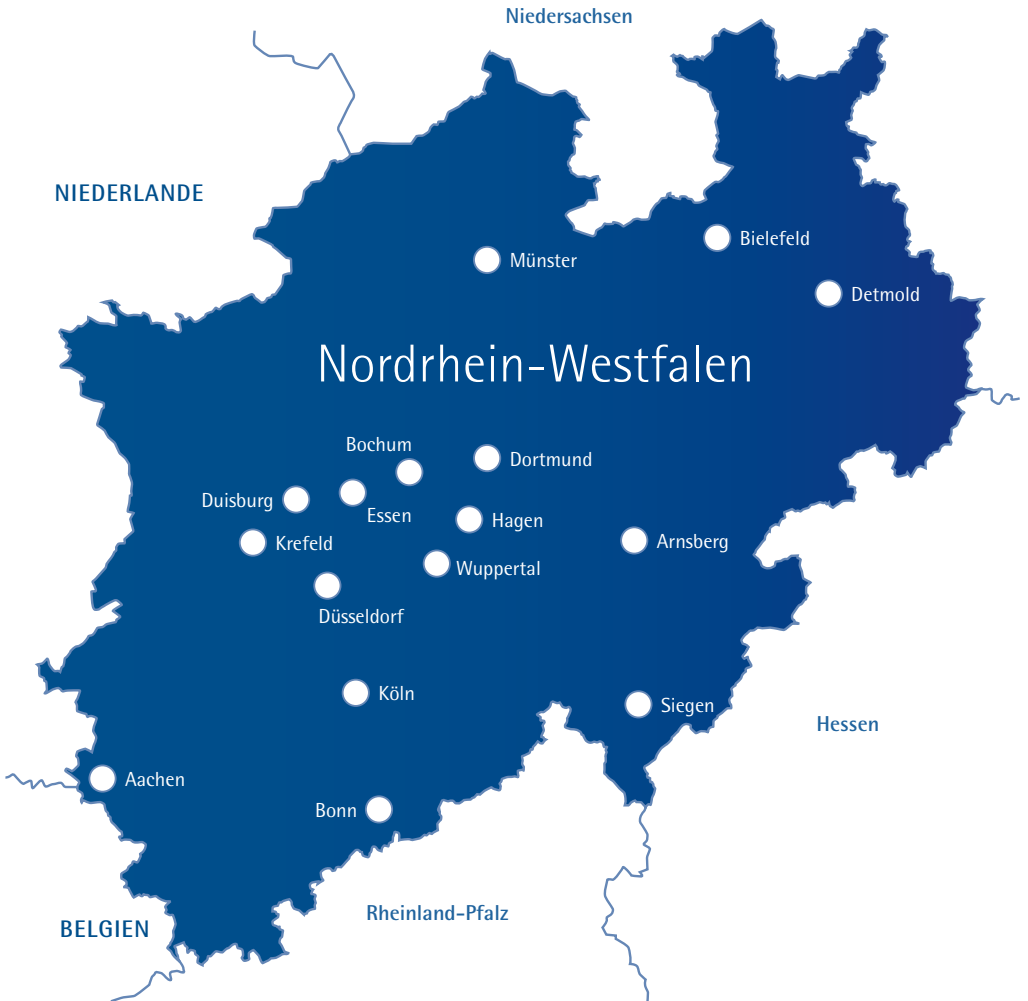 Niedersachsen
NIEDERLANDE
Bielefeld
Münster
Detmold
Nordrhein-Westfalen
Bochum
Dortmund
Duisburg
Essen
Hagen
Krefeld
Arnsberg
Wuppertal
Düsseldorf
Köln
Siegen
Hessen
Aachen
Bonn
Rheinland-Pfalz
BELGIEN